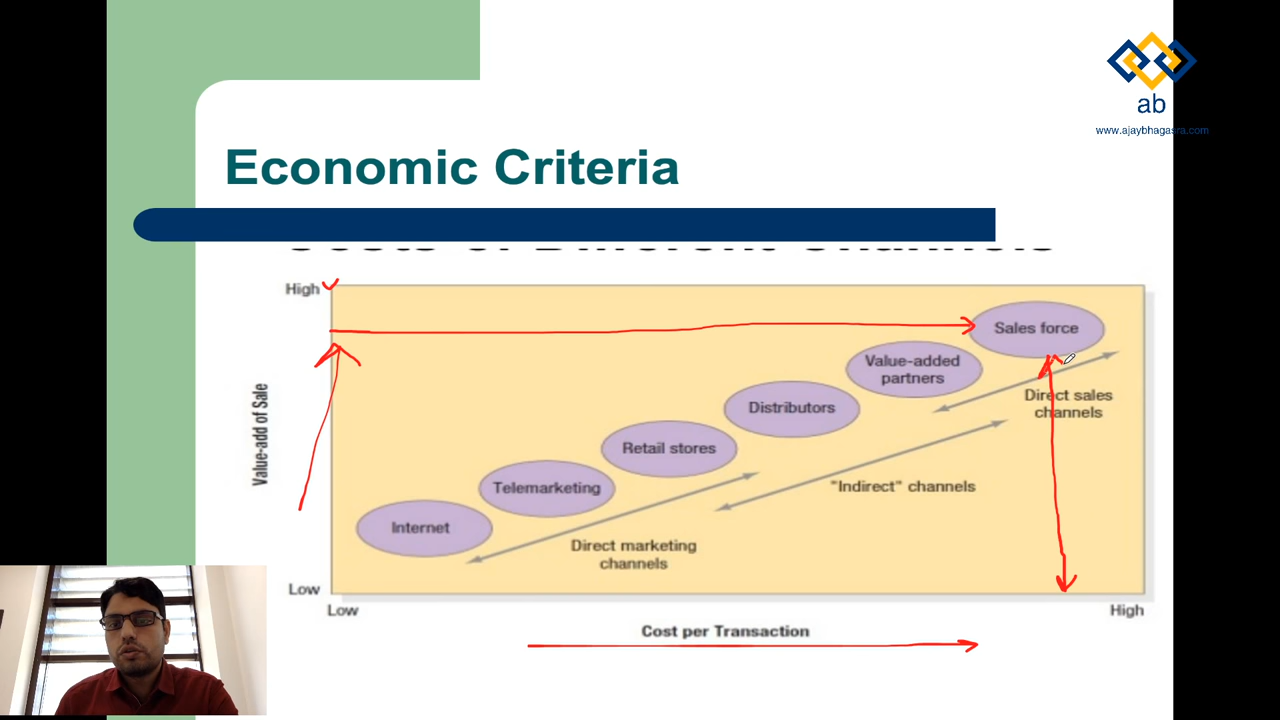 ab
www.ajaybhagasra.com
Economic Criteria
High
Sales force
Value-added
partners
Direct sales
channels
Distributors
Value-add of Sale
Retail stores
"Indirect" channels
Telemarketing
Internet
Direct marketing
channels
Low
Low
High
Cost per Transaction